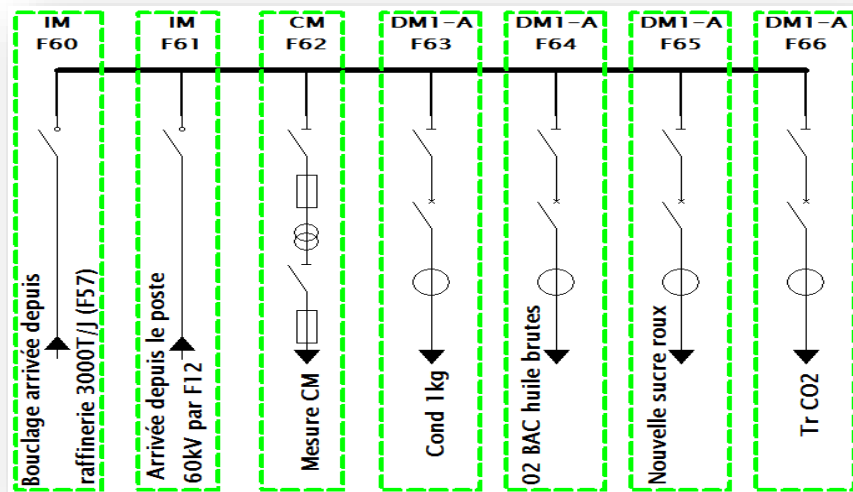 IM
F60
IM
F61
CM
F62
DM1-A
F63
DM1-A
F64
DM1-A
F65
DM1-A
F66
Bouclage arrivée depuis
raffinerie 3000T/J (F57)
Arrivée depuis le poste
60kV par F12
Mesure CM
Cond 1kg
02 BAC huile brutes
Nouvelle sucre roux
Tr CO2